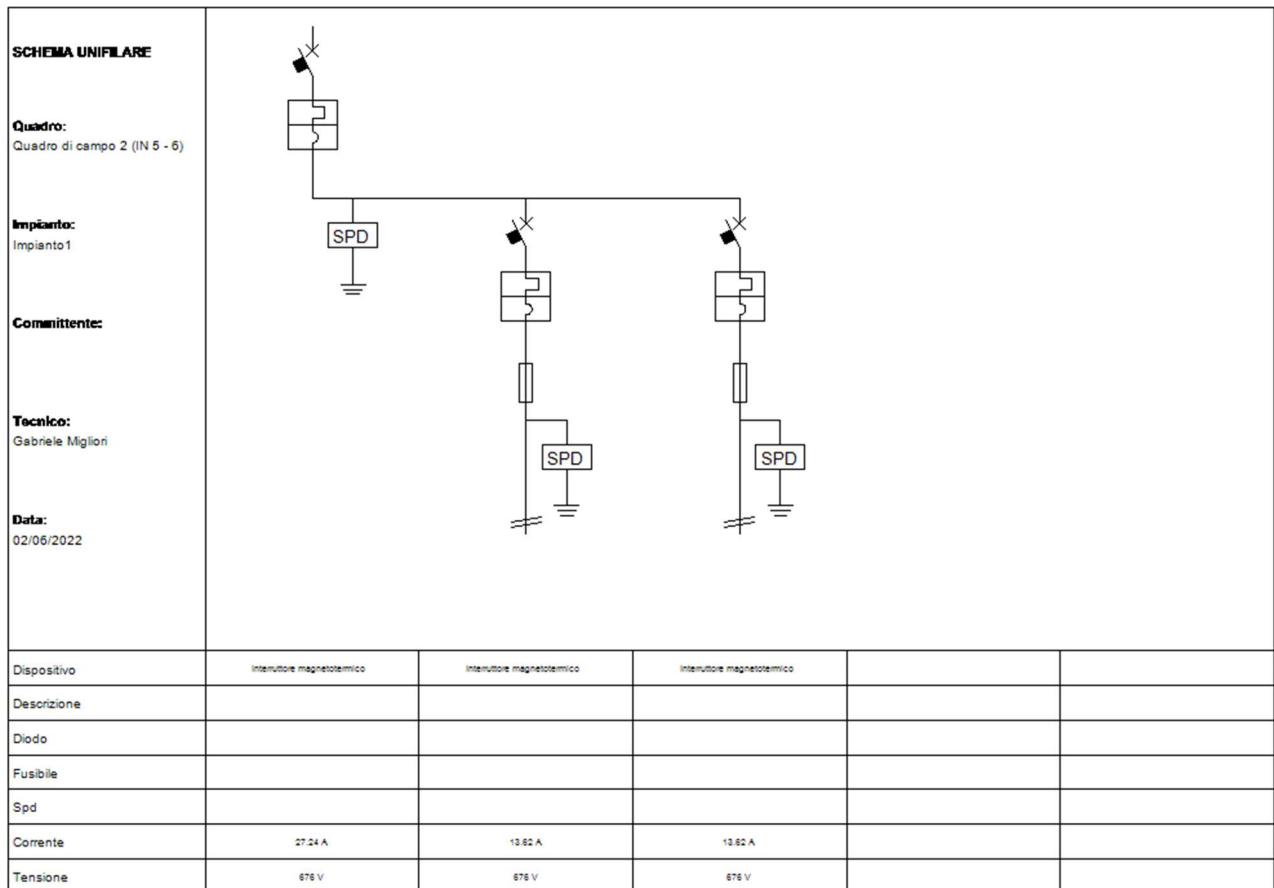 SCHEMA UNIFILARE
Quadro:
Quadro di campo 2 (IN 5 - 6)
Impianto:
Impianto1
Committente:
Tecnico:
Gabriele Migliori
Data:
02/06/2022
SPD
SPD
SPD
Dispositivo Interruttore magnetotermico Interruttore magnetotermico Interruttore magnetotermico
Descrizione
Diodo
Fusibile
Spd
Corrente 27.24 A 13.62 A 13.62 A
Tensione 676 V 676 V 676 V